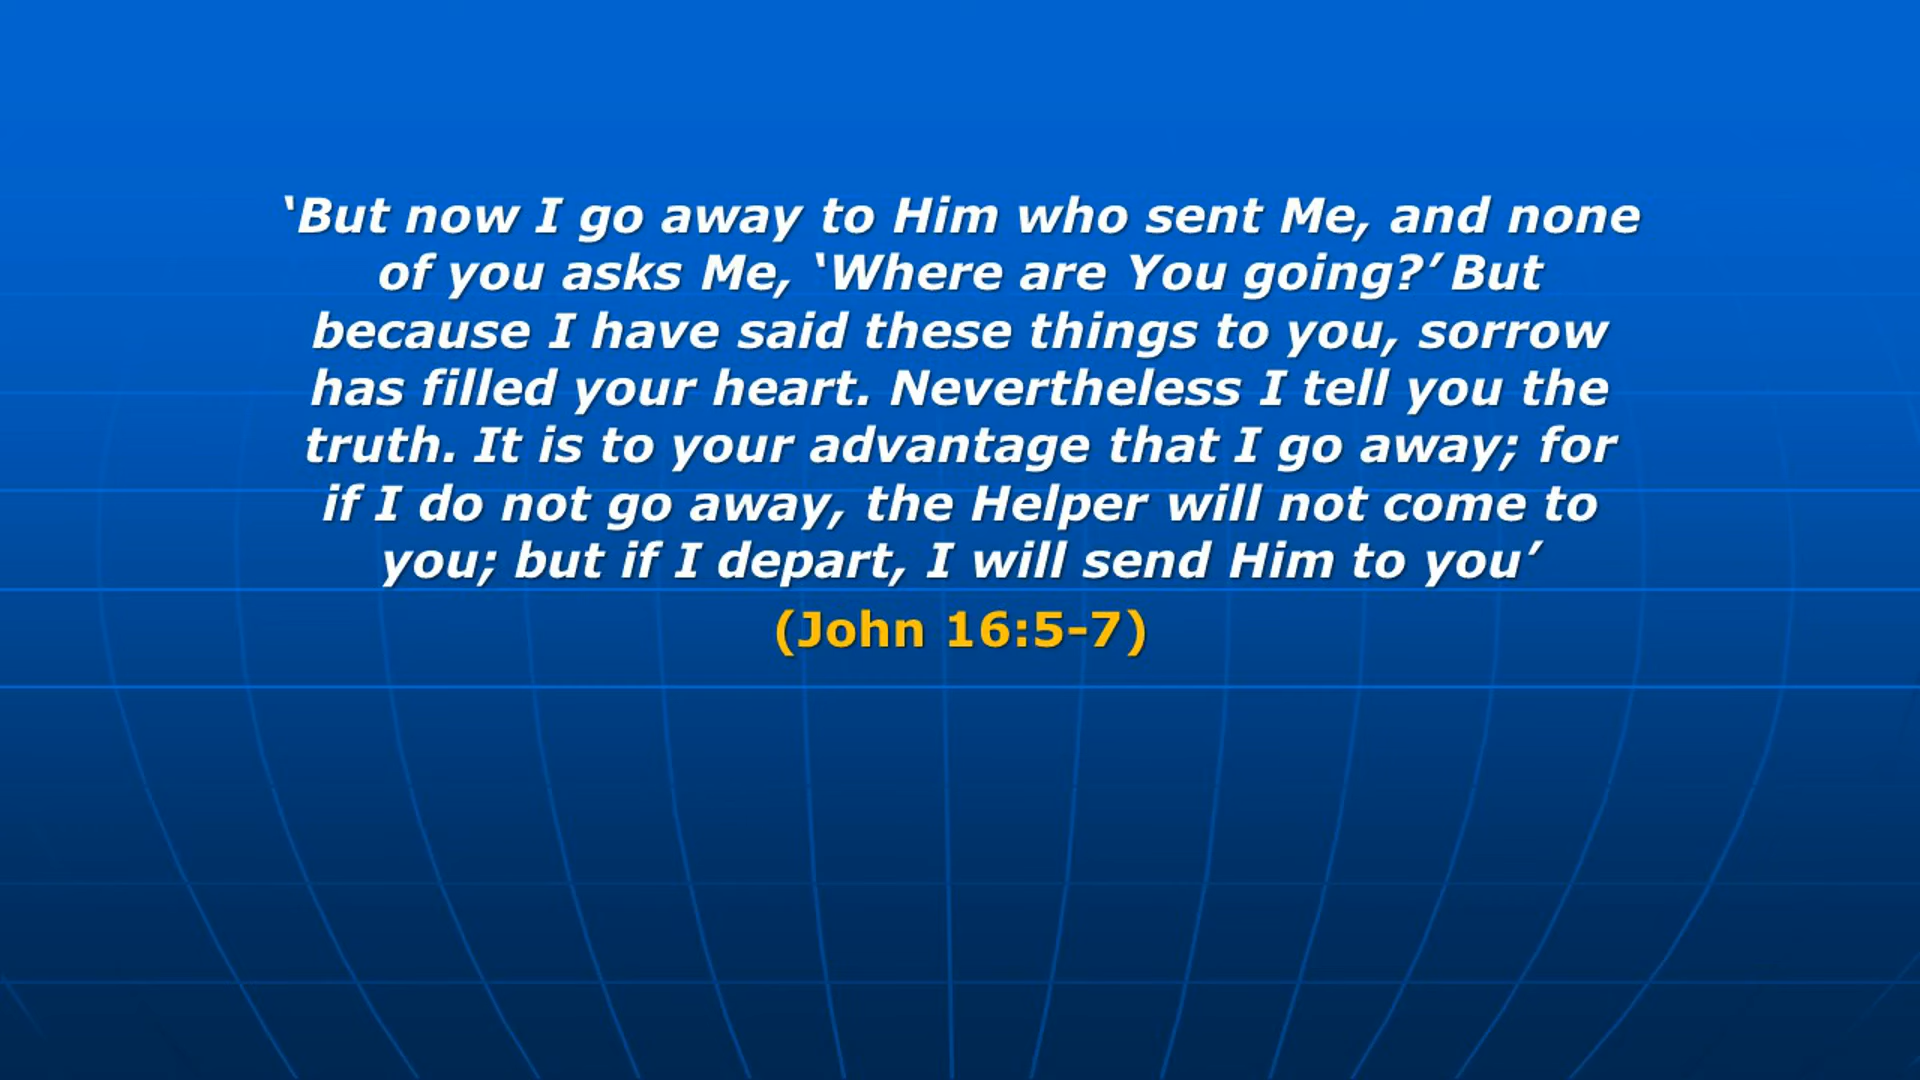 ‘But now I go away to Him who sent Me, and none
of you asks Me, ‘Where are You going?’ But
because I have said these things to you, sorrow
has filled your heart. Nevertheless I tell you the
truth. It is to your advantage that I go away; for
if I do not go away, the Helper will not come to
you; but if I depart, I will send Him to you’
(John 16:5-7)